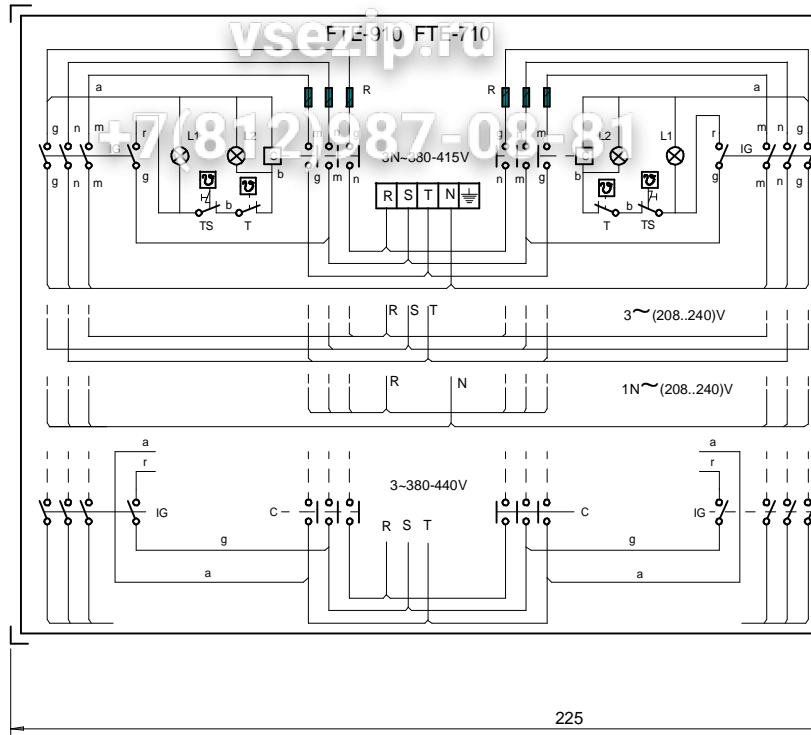 vsezip.ru
FTE-910 FTE-710
+7(812)987-08-81
a R R a
g n m r L1 L2 m n g L2 L1 r m n g
IG C 3N~380-415V C IG
g n m g b g m n n m g b g m n g
R S T N
TS b T T b TS
R S T 3~(208..240)V
R N 1N~(208..240)V
a a
r r
3~380-440V
IG C C IG
R S T
g g
a a
225